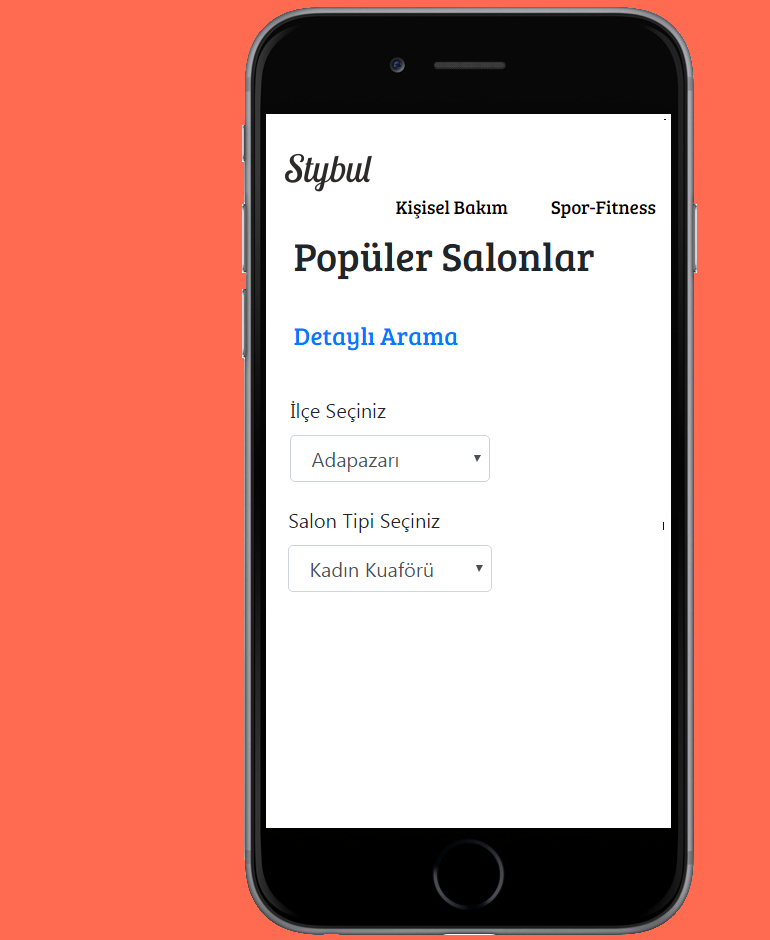 Stybul
Kişisel Bakım Spor-Fitness
Popüler Salonlar
Detaylı Arama
İlçe Seçiniz
Adapazarı
Salon Tipi Seçiniz
Kadın Kuaförü